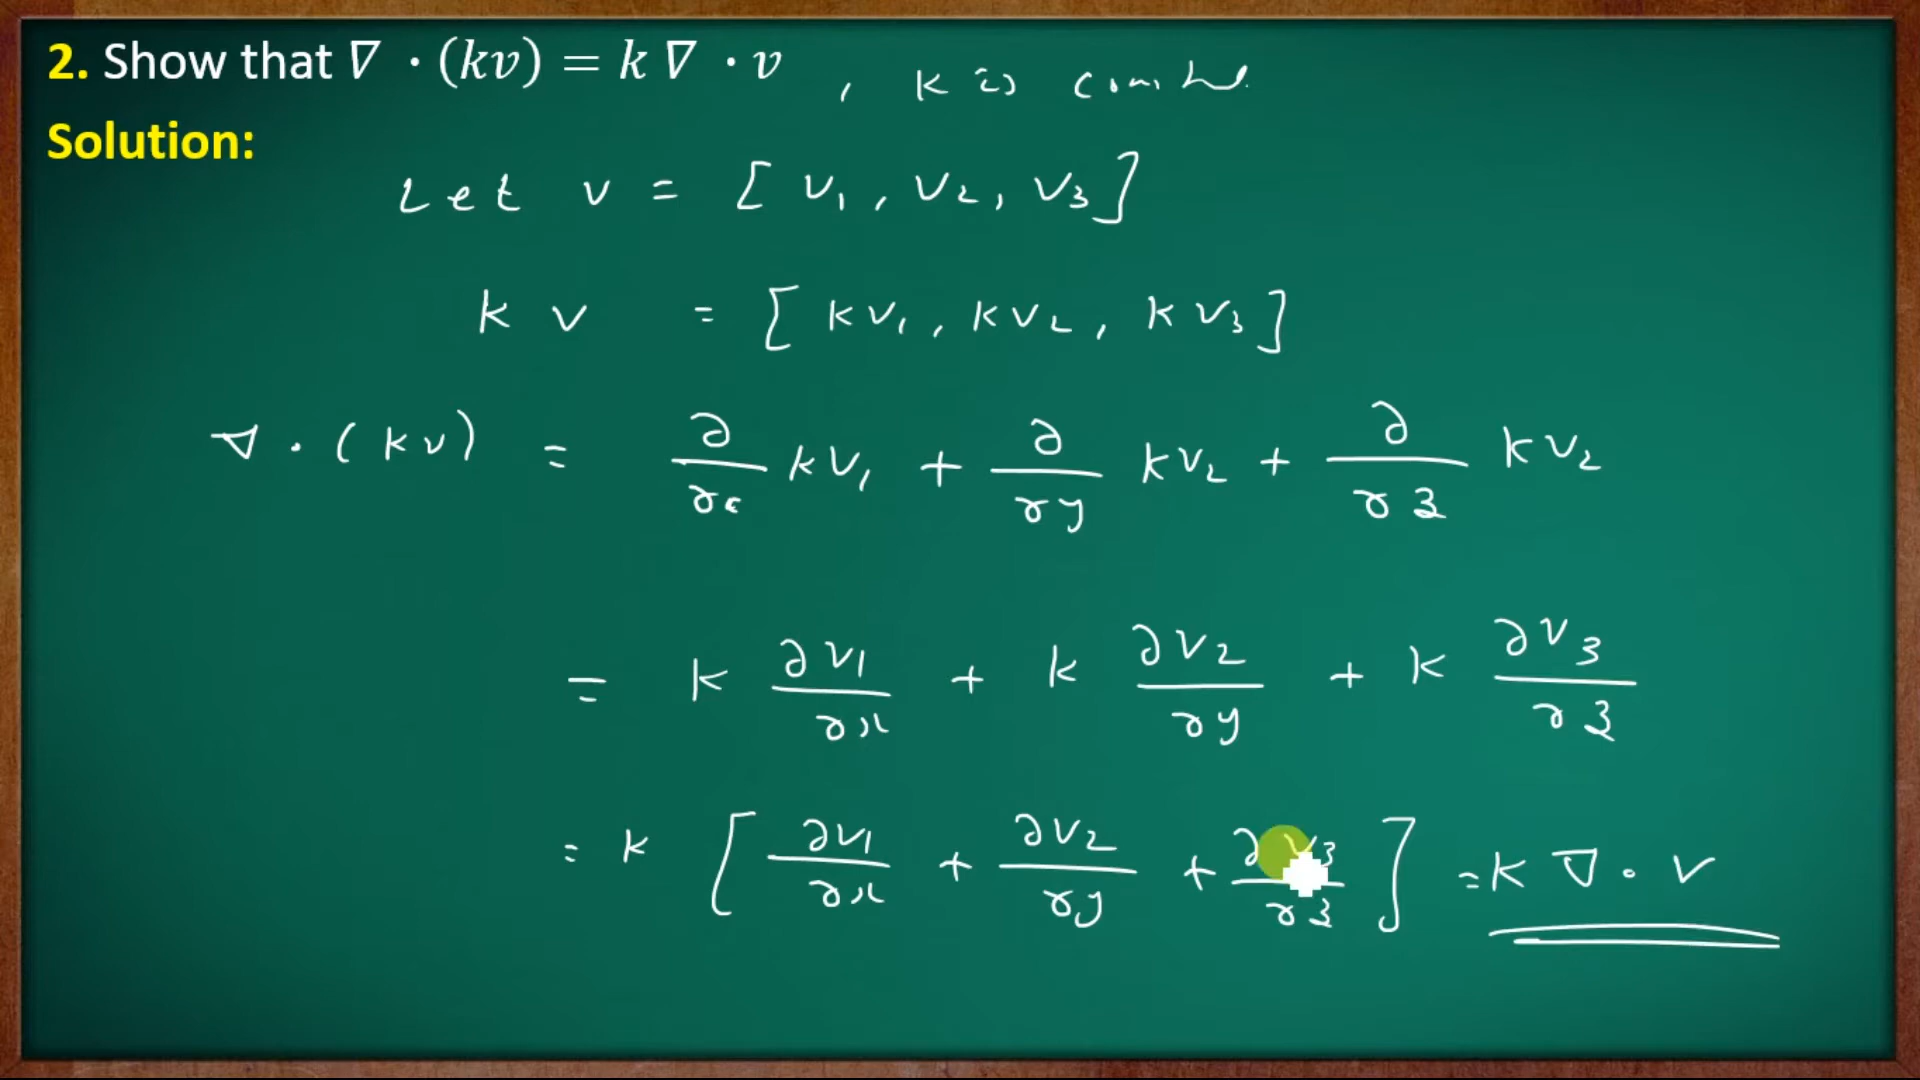 2. Show that ∇ · (kv) = k ∇ · v , k is
Solution:
Let v = [ v₁ , v₂ , v₃ ]
k v = [ kv₁ , kv₂ , kv₃ ]
∇ · ( kv ) = ∂/∂x kv₁ + ∂/∂y kv₂ + ∂/∂z kv₂
= k ∂v₁/∂x + k ∂v₂/∂y + k ∂v₃/∂z
= k [ ∂v₁/∂x + ∂v₂/∂y + ∂v₃/∂z ] = k ∇ · v